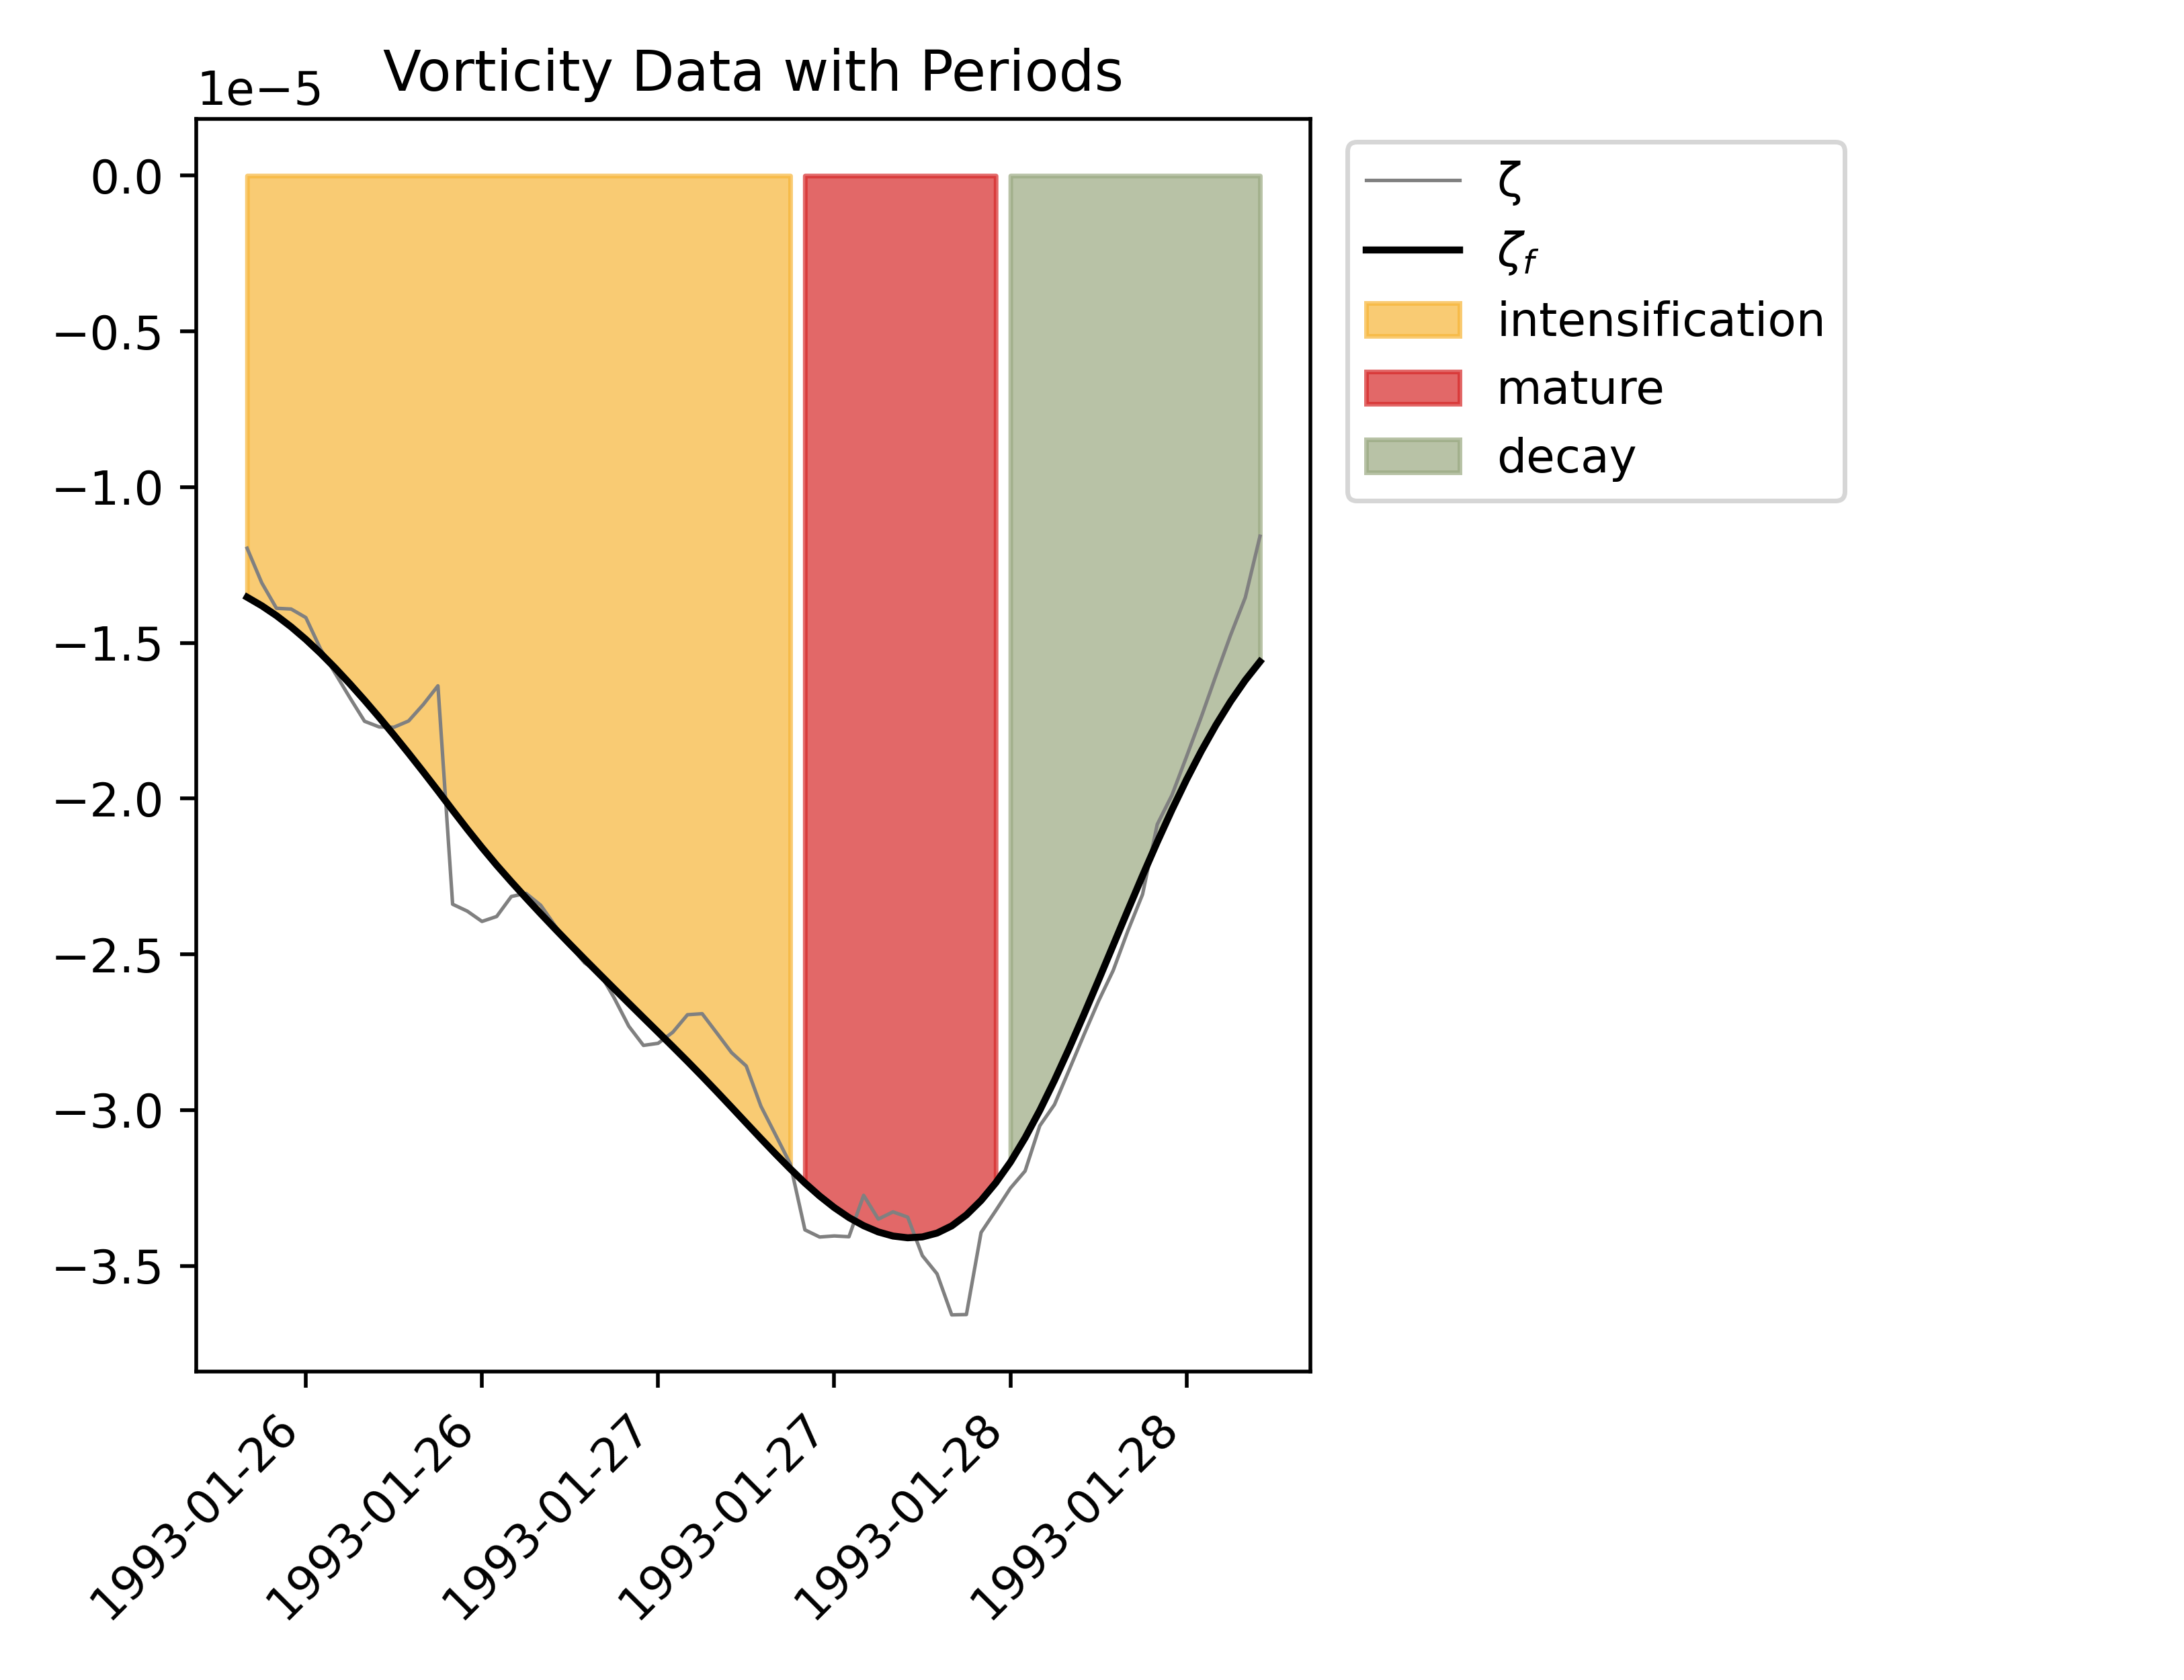 Vorticity Data with Periods
1e−5
0.0
−0.5
−1.0
−1.5
−2.0
−2.5
−3.0
−3.5
1993-01-26
1993-01-26
1993-01-27
1993-01-27
1993-01-28
1993-01-28
ζ
ζf
intensification
mature
decay